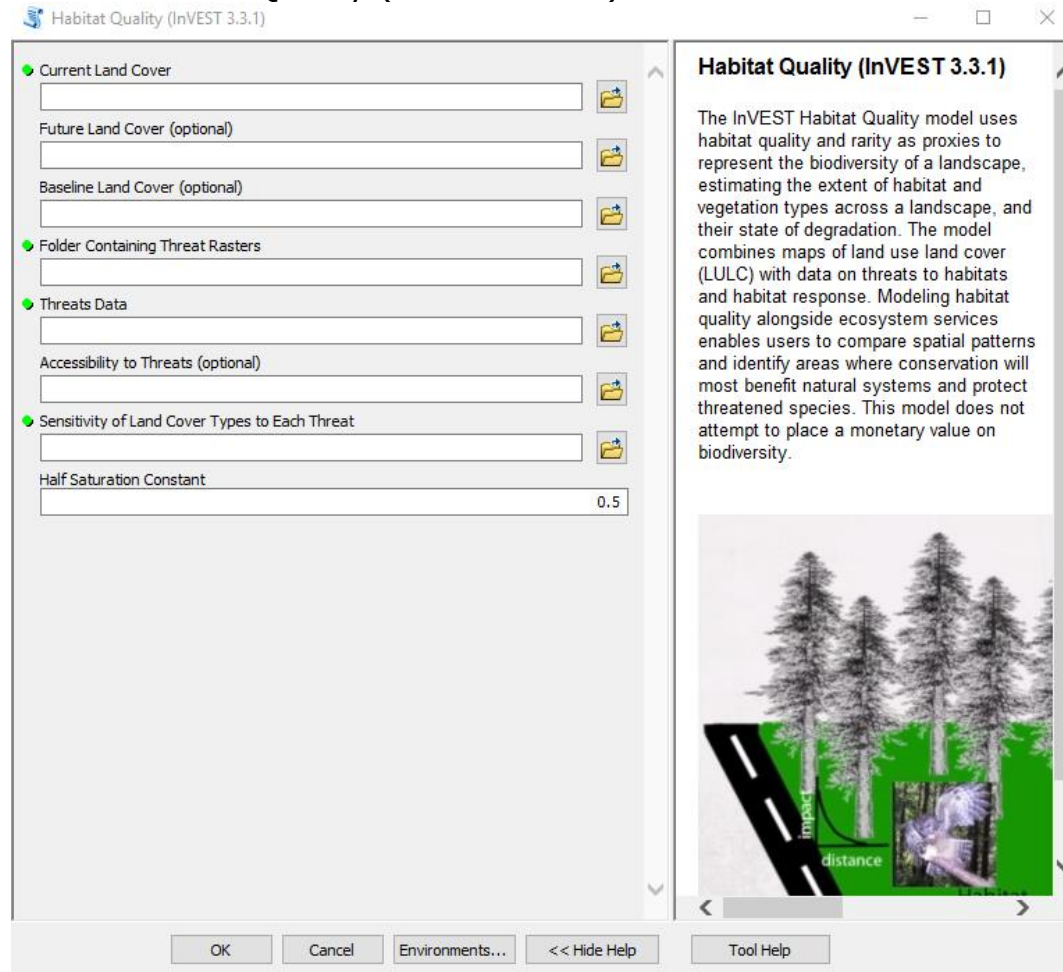 Habitat Quality (InVEST 3.3.1)
Current Land Cover
Future Land Cover (optional)
Baseline Land Cover (optional)
Folder Containing Threat Rasters
Threats Data
Accessibility to Threats (optional)
Sensitivity of Land Cover Types to Each Threat
Half Saturation Constant
0.5
Habitat Quality (InVEST 3.3.1)
The InVEST Habitat Quality model uses
habitat quality and rarity as proxies to
represent the biodiversity of a landscape,
estimating the extent of habitat and
vegetation types across a landscape, and
their state of degradation. The model
combines maps of land use land cover
(LULC) with data on threats to habitats
and habitat response. Modeling habitat
quality alongside ecosystem services
enables users to compare spatial patterns
and identify areas where conservation will
most benefit natural systems and protect
threatened species. This model does not
attempt to place a monetary value on
biodiversity.
impact
distance
OK
Cancel
Environments...
<< Hide Help
Tool Help